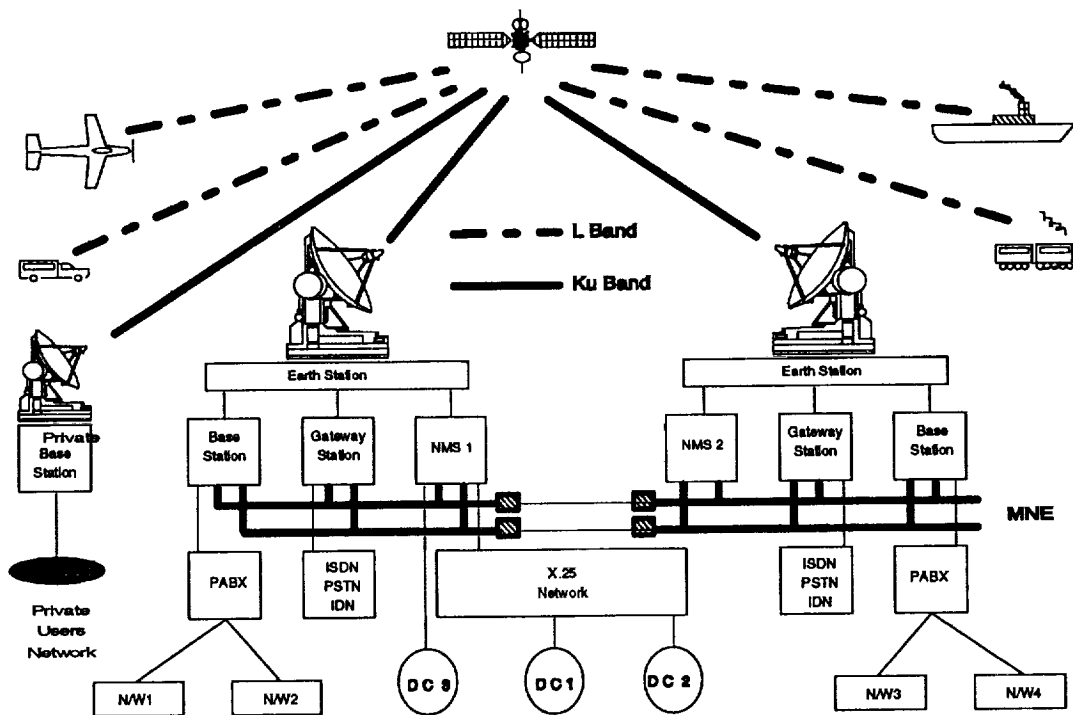 L Band
Ku Band
Earth Station
Earth Station
Private
Base
Station
Base
Station
Gateway
Station
NMS 1
NMS 2
Gateway
Station
Base
Station
MNE
PABX
ISDN
PSTN
IDN
X.25
Network
ISDN
PSTN
IDN
PABX
Private
Users
Network
N/W1
N/W2
DC 3
DC1
DC 2
N/W3
N/W4